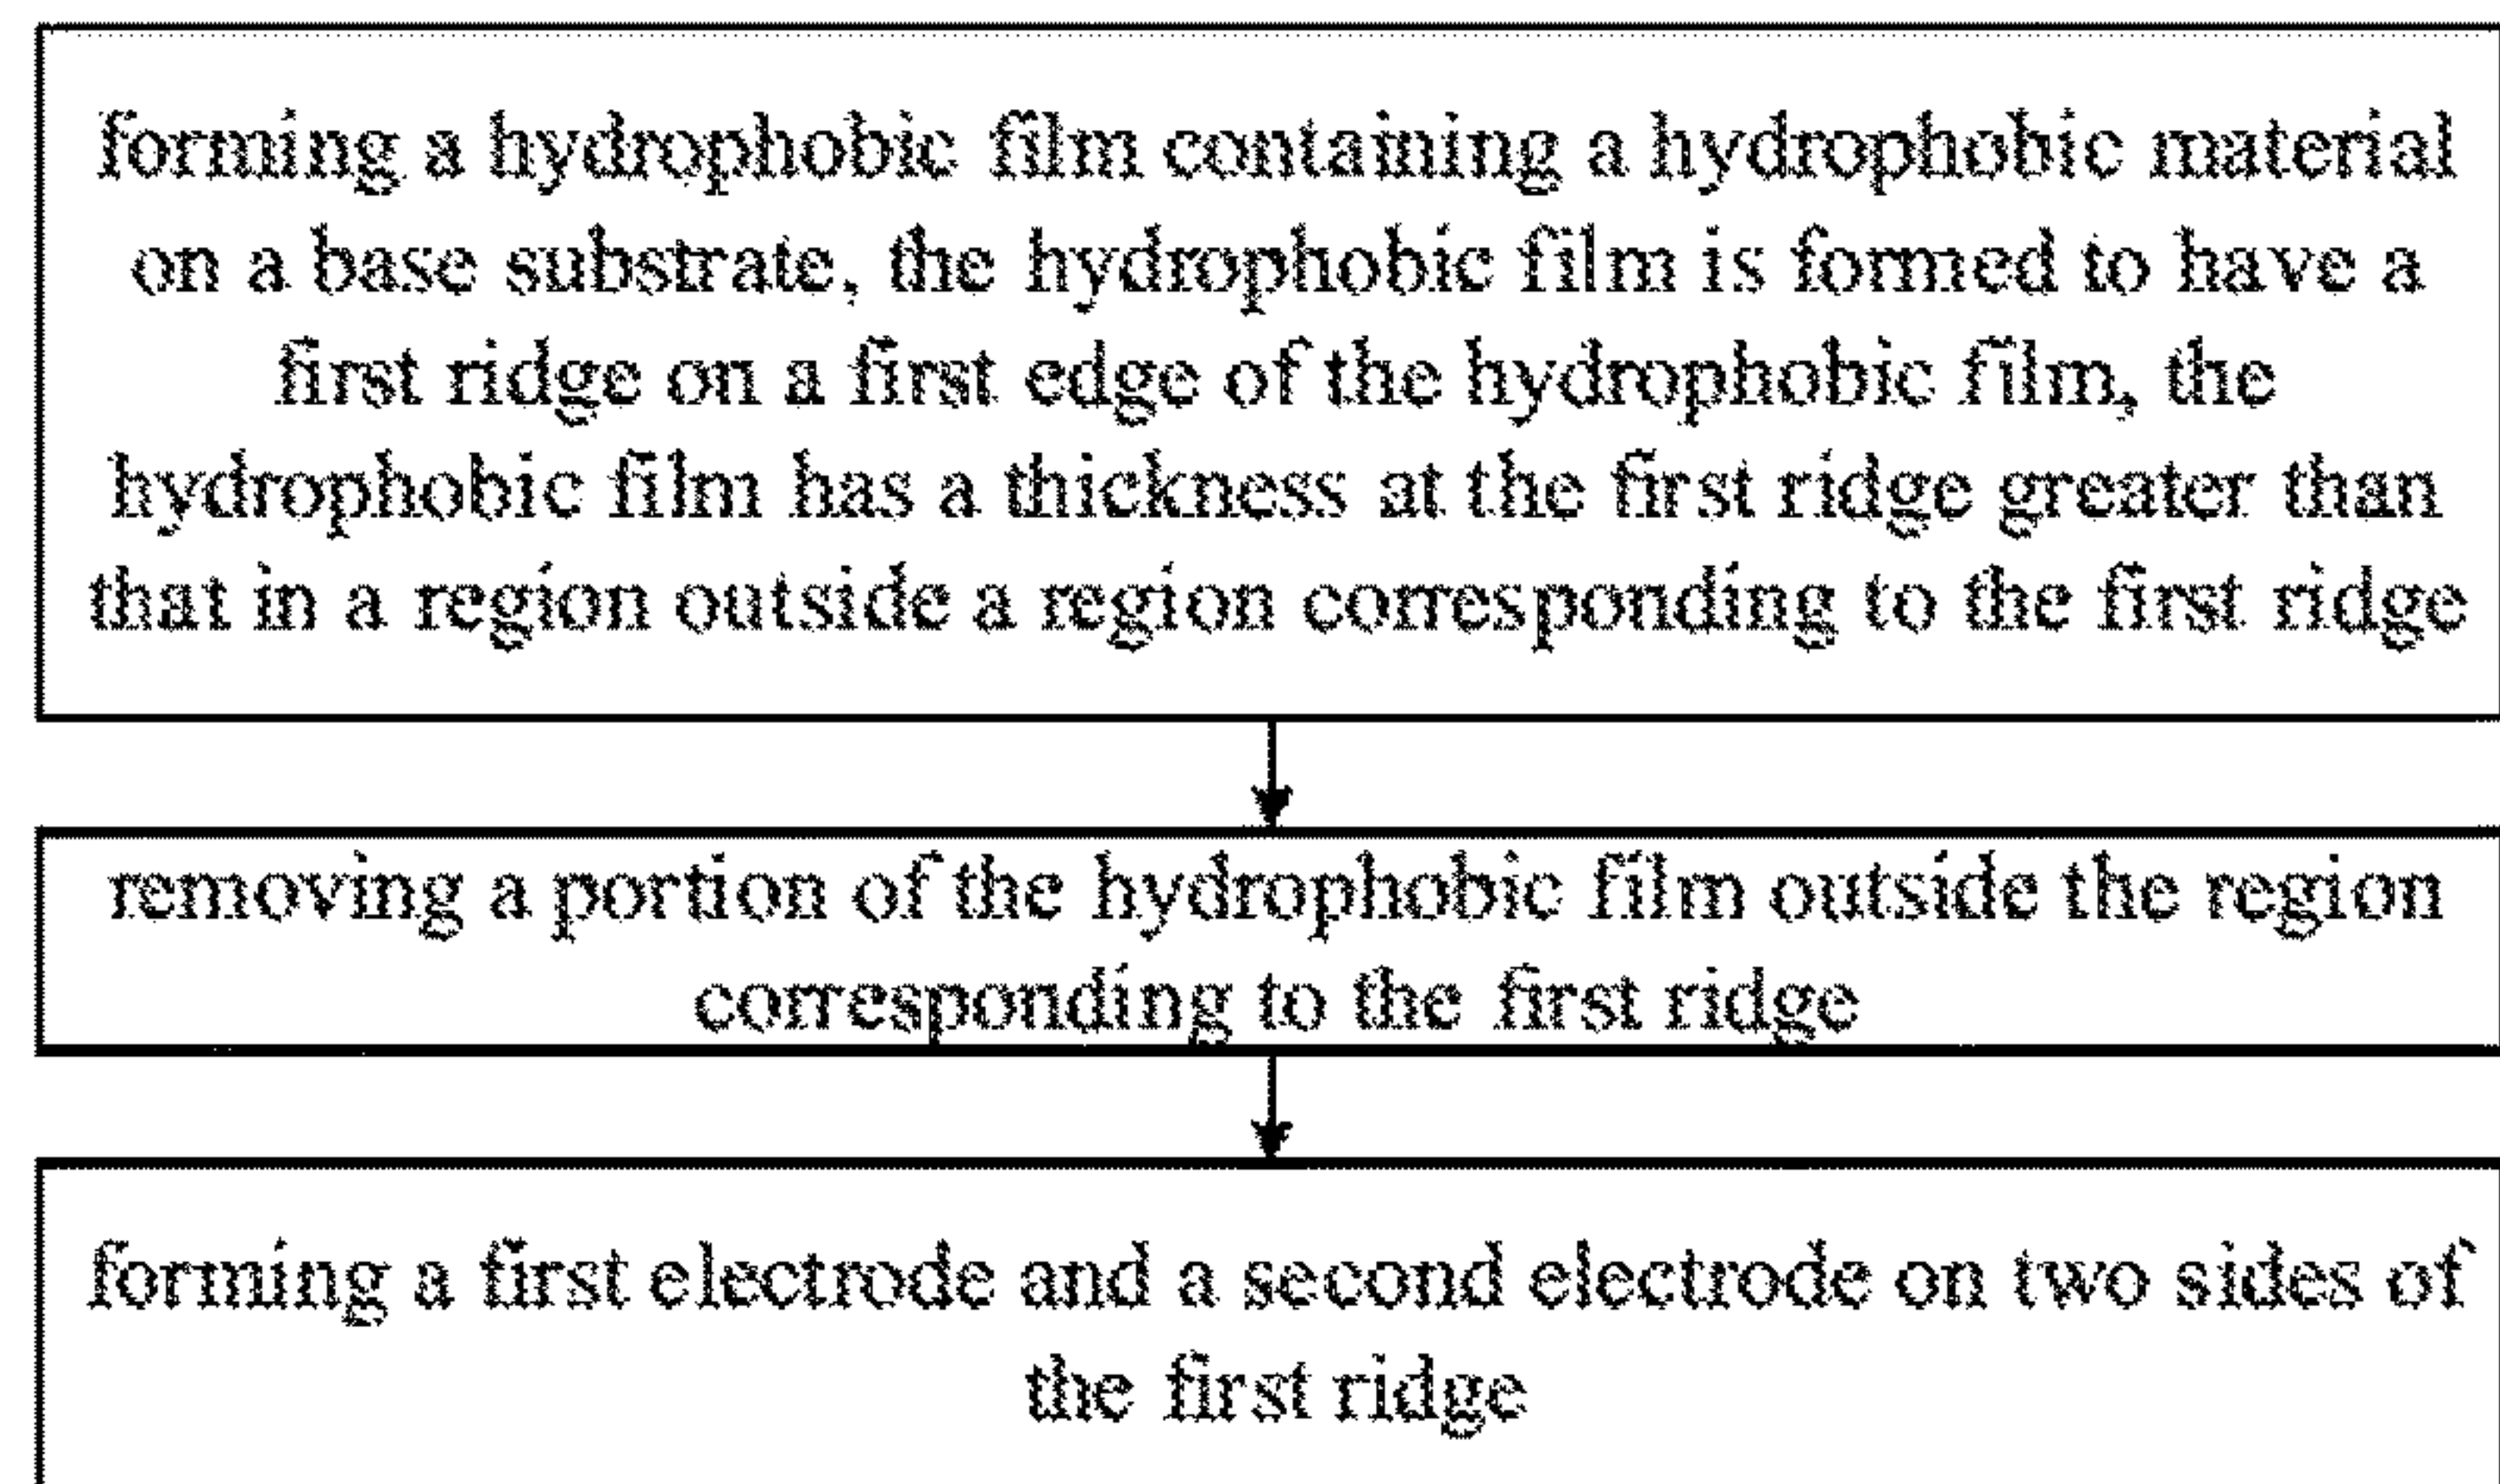 forming a hydrophobic film containing a hydrophobic material
on a base substrate, the hydrophobic film is formed to have a
first ridge on a first edge of the hydrophobic film, the
hydrophobic film has a thickness at the first ridge greater than
that in a region outside a region corresponding to the first ridge
removing a portion of the hydrophobic film outside the region
corresponding to the first ridge
forming a first electrode and a second electrode on two sides of
the first ridge